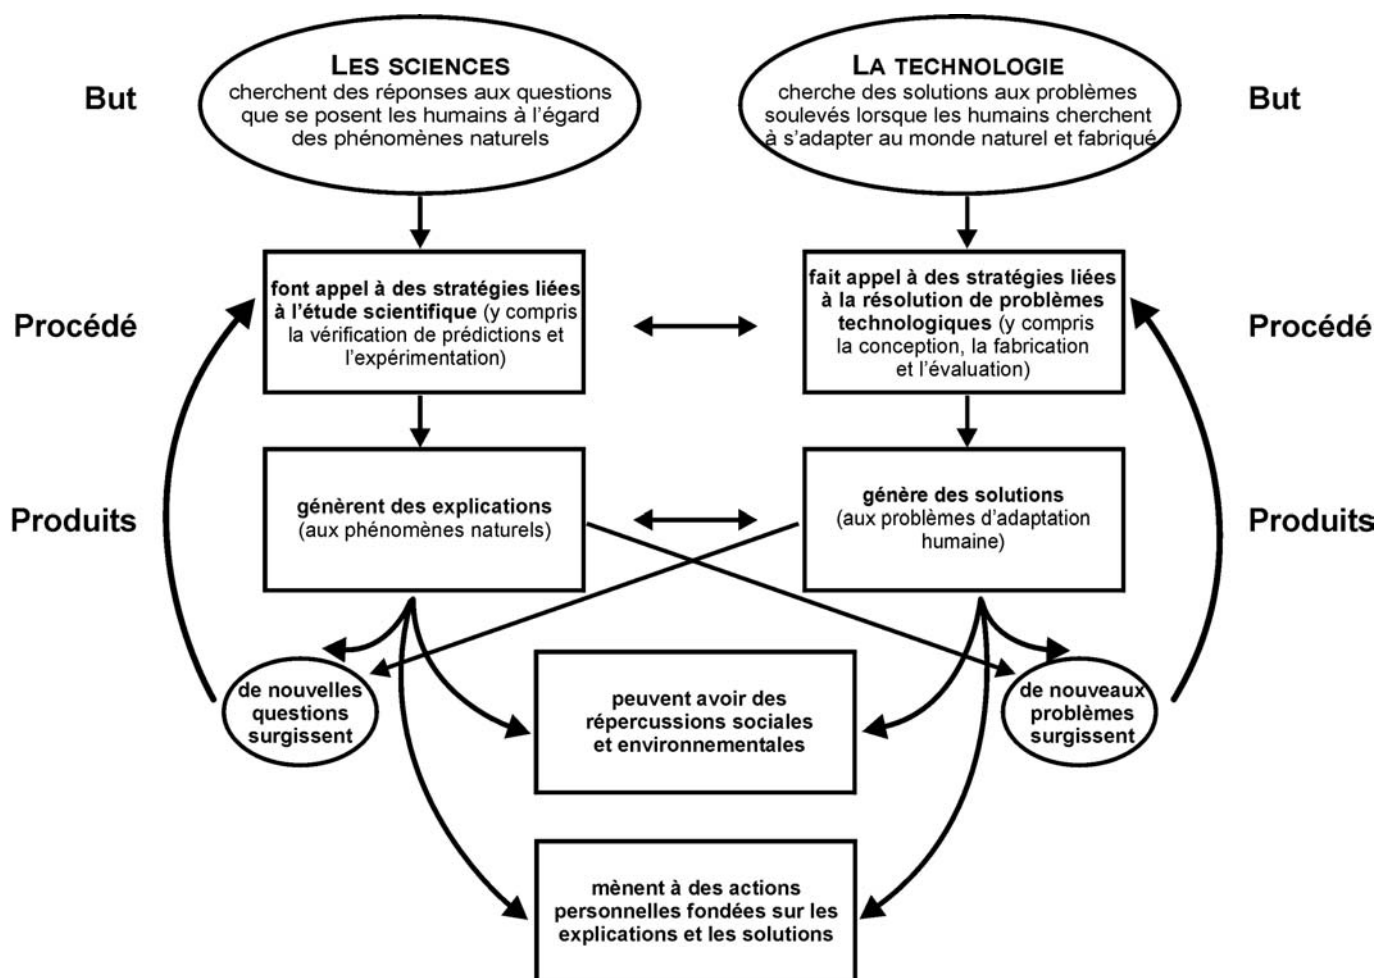 LES SCIENCES
cherchent des réponses aux questions
que se posent les humains à l'égard
des phénomènes naturels
LA TECHNOLOGIE
cherche des solutions aux problèmes
soulevés lorsque les humains cherchent
à s'adapter au monde naturel et fabriqué
But
But
font appel à des stratégies liées
à l'étude scientifique (y compris
la vérification de prédictions et
l'expérimentation)
fait appel à des stratégies liées
à la résolution de problèmes
technologiques (y compris
la conception, la fabrication
et l'évaluation)
Procédé
Procédé
génèrent des explications
(aux phénomènes naturels)
génère des solutions
(aux problèmes d'adaptation
humaine)
Produits
Produits
de nouvelles
questions
surgissent
peuvent avoir des
répercussions sociales
et environnementales
de nouveaux
problèmes
surgissent
mènent à des actions
personnelles fondées sur les
explications et les solutions